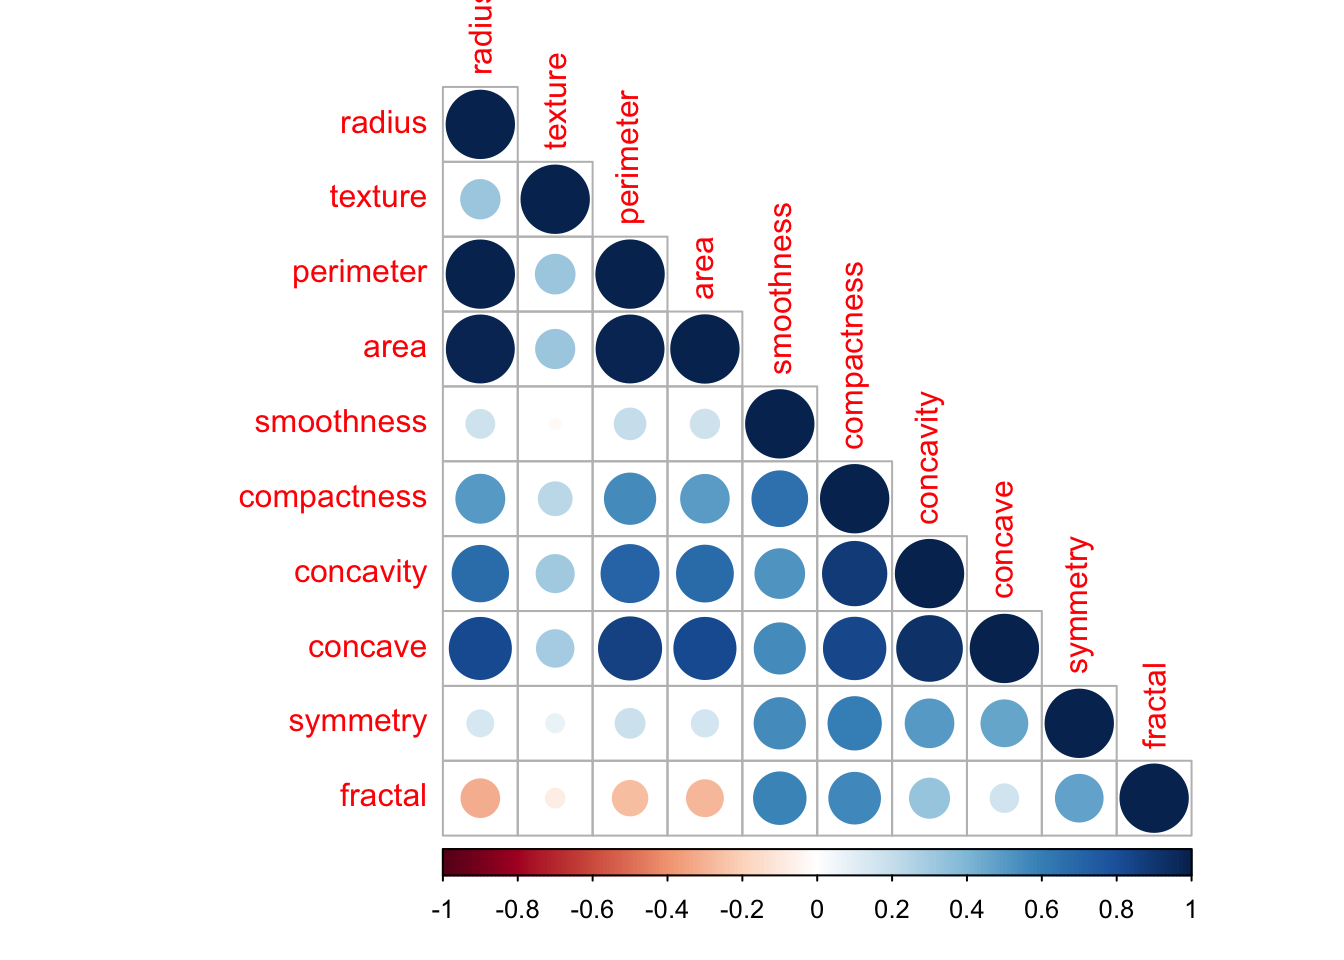 radius
texture
perimeter
area
smoothness
compactness
concavity
concave
symmetry
fractal
radius
texture
perimeter
area
smoothness
compactness
concavity
concave
symmetry
fractal
-1 -0.8 -0.6 -0.4 -0.2 0 0.2 0.4 0.6 0.8 1